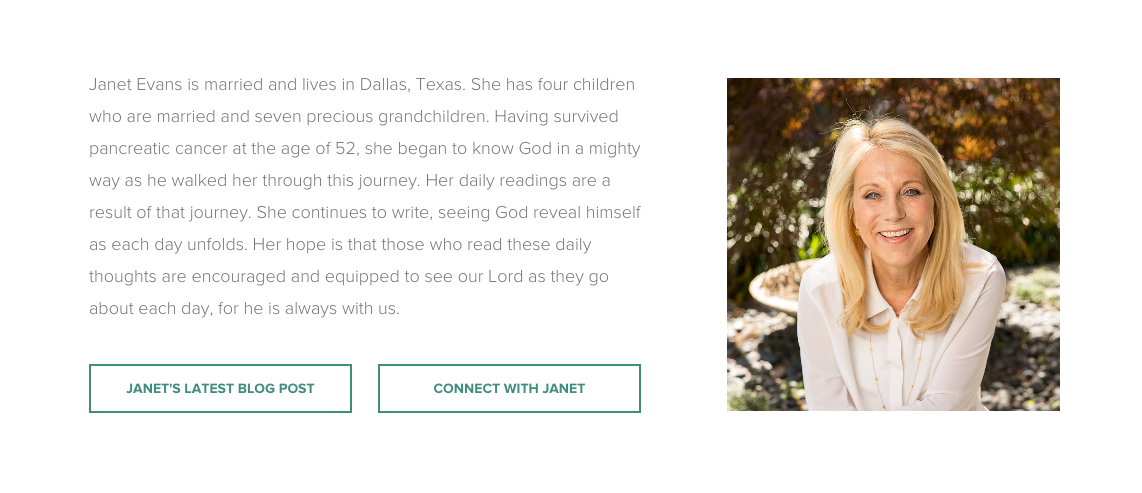 Janet Evans is married and lives in Dallas, Texas. She has four children
who are married and seven precious grandchildren. Having survived
pancreatic cancer at the age of 52, she began to know God in a mighty
way as he walked her through this journey. Her daily readings are a
result of that journey. She continues to write, seeing God reveal himself
as each day unfolds. Her hope is that those who read these daily
thoughts are encouraged and equipped to see our Lord as they go
about each day, for he is always with us.
JANET'S LATEST BLOG POST
CONNECT WITH JANET